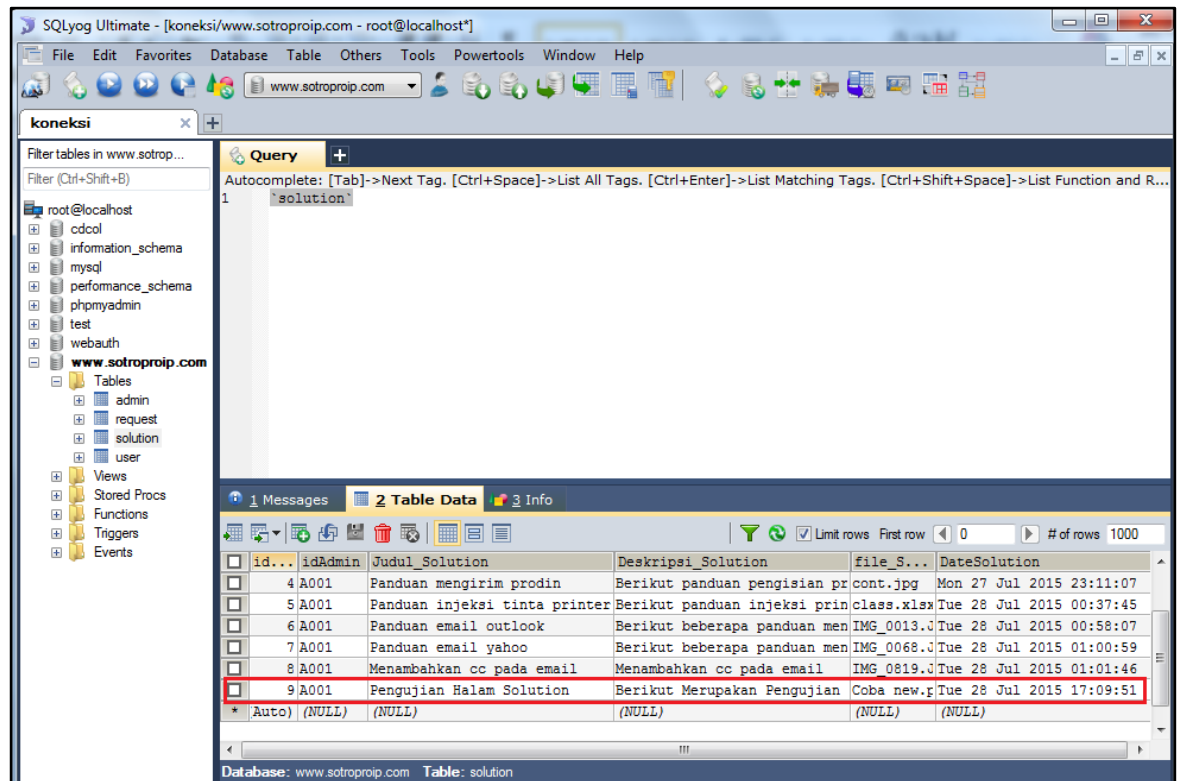 SQLyog Ultimate - [koneksi/www.sotroproip.com - root@localhost*]
File Edit Favorites Database Table Others Tools Powertools Window Help
www.sotroproip.com
koneksi
Filter tables in www.sotrop...
Filter (Ctrl+Shift+B)
root@localhost
cdcol
information_schema
mysql
performance_schema
phpmyadmin
test
webauth
www.sotroproip.com
Tables
admin
request
solution
user
Views
Stored Procs
Functions
Triggers
Events
Query
Autocomplete: [Tab]->Next Tag. [Ctrl+Space]->List All Tags. [Ctrl+Enter]->List Matching Tags. [Ctrl+Shift+Space]->List Function and R...
1 `solution`
1 Messages 2 Table Data 3 Info
Limit rows First row 0 # of rows 1000
id... idAdmin Judul_Solution Deskripsi_Solution file_S... DateSolution
4 A001 Panduan mengirim prodin Berikut panduan pengisian pr cont.jpg Mon 27 Jul 2015 23:11:07
5 A001 Panduan injeksi tinta printer Berikut panduan injeksi prin class.xlsx Tue 28 Jul 2015 00:37:45
6 A001 Panduan email outlook Berikut beberapa panduan men IMG_0013.J Tue 28 Jul 2015 00:58:07
7 A001 Panduan email yahoo Berikut beberapa panduan men IMG_0068.J Tue 28 Jul 2015 01:00:59
8 A001 Menambahkan cc pada email Menambahkan cc pada email IMG_0819.J Tue 28 Jul 2015 01:01:46
9 A001 Pengujian Halam Solution Berikut Merupakan Pengujian Coba new.p Tue 28 Jul 2015 17:09:51
* Auto) (NULL) (NULL) (NULL) (NULL) (NULL)
Database: www.sotroproip.com Table: solution